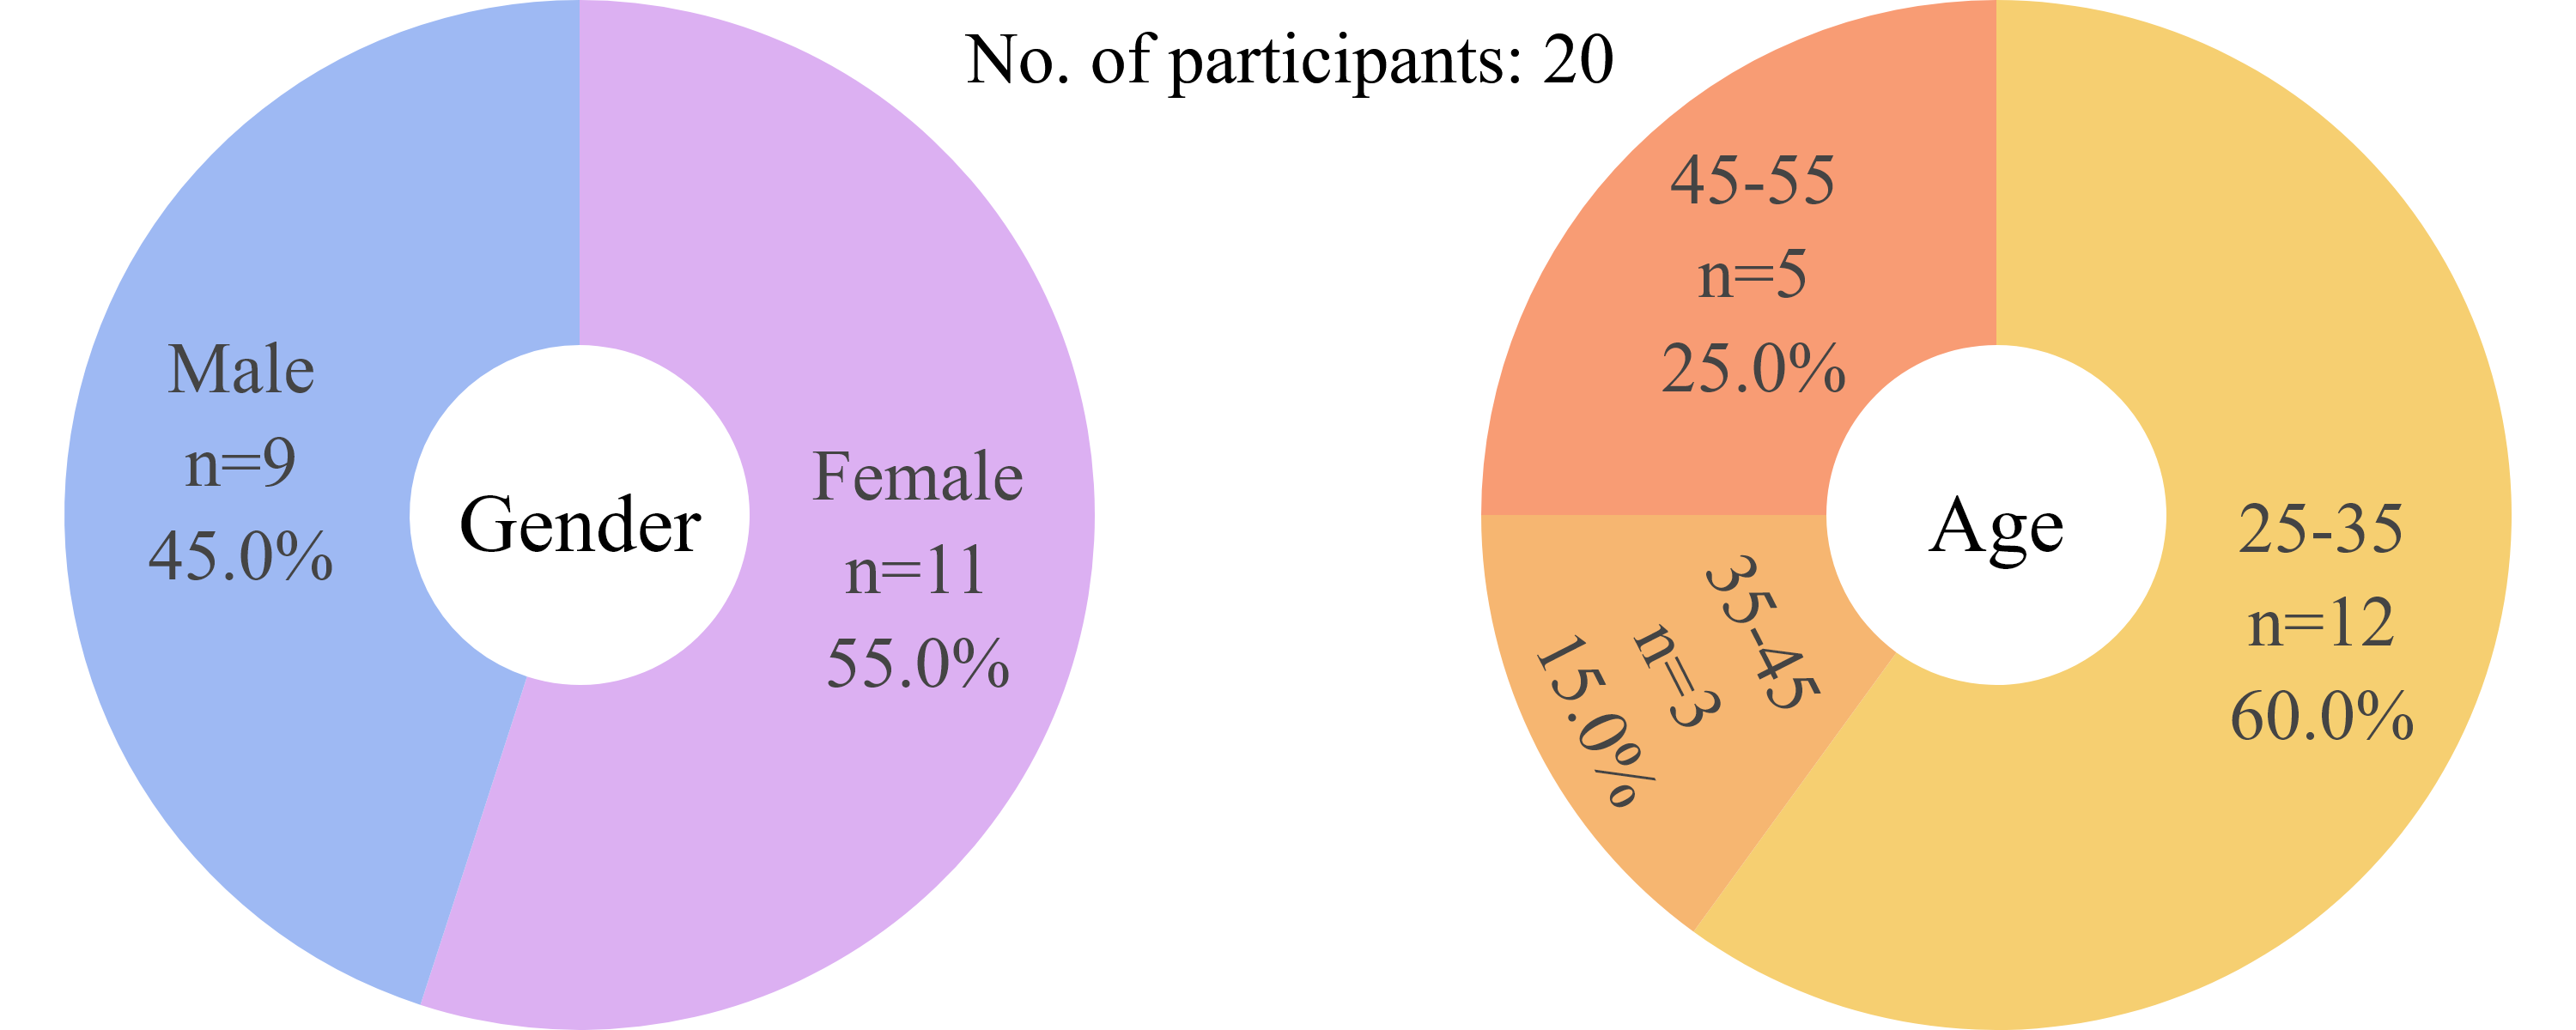 No. of participants: 20
Male
n=9
45.0%
Gender
Female
n=11
55.0%
45-55
n=5
25.0%
35-45
n=3
15.0%
Age
25-35
n=12
60.0%